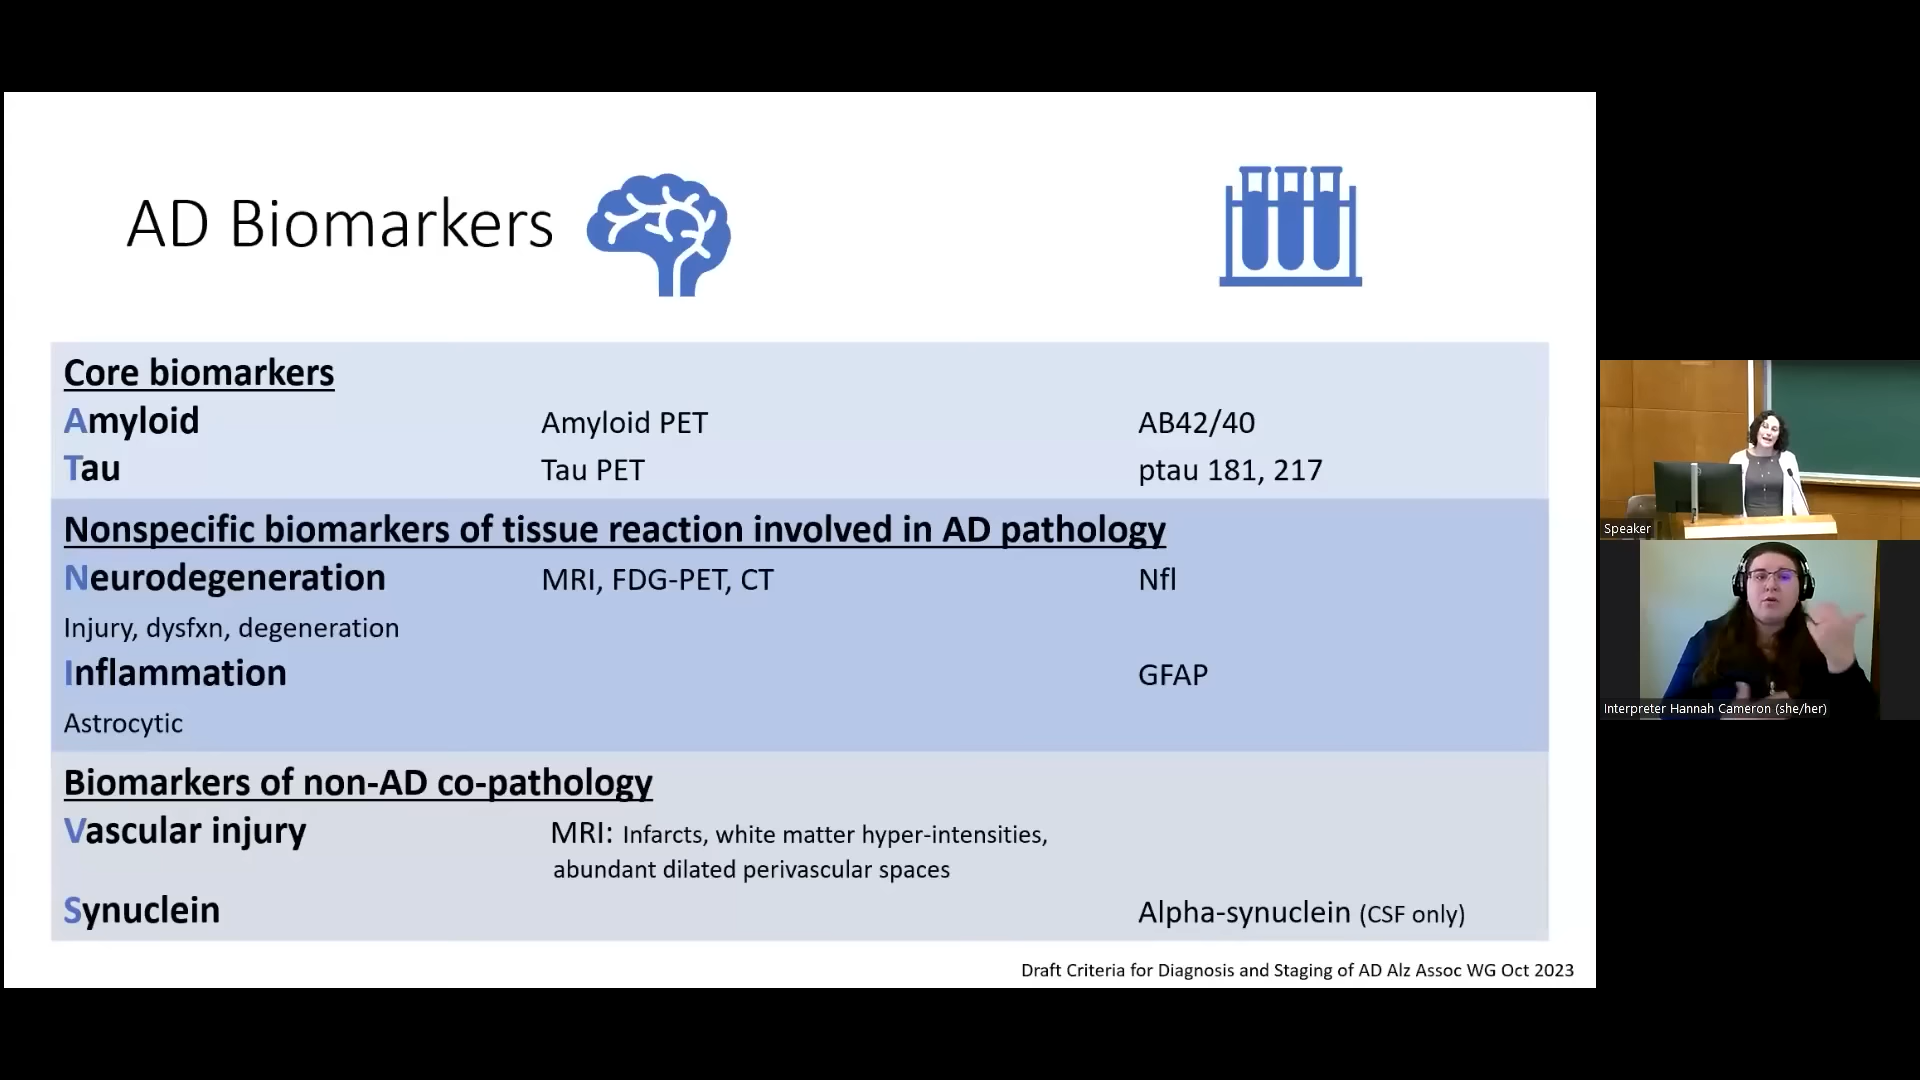 AD Biomarkers
Core biomarkers
Amyloid Amyloid PET AB42/40
Tau Tau PET ptau 181, 217
Nonspecific biomarkers of tissue reaction involved in AD pathology
Neurodegeneration MRI, FDG-PET, CT Nfl
Injury, dysfxn, degeneration
Inflammation GFAP
Astrocytic
Biomarkers of non-AD co-pathology
Vascular injury MRI: Infarcts, white matter hyper-intensities,
abundant dilated perivascular spaces
Synuclein Alpha-synuclein (CSF only)
Draft Criteria for Diagnosis and Staging of AD Alz Assoc WG Oct 2023
Speaker
Interpreter Hannah Cameron (she/her)